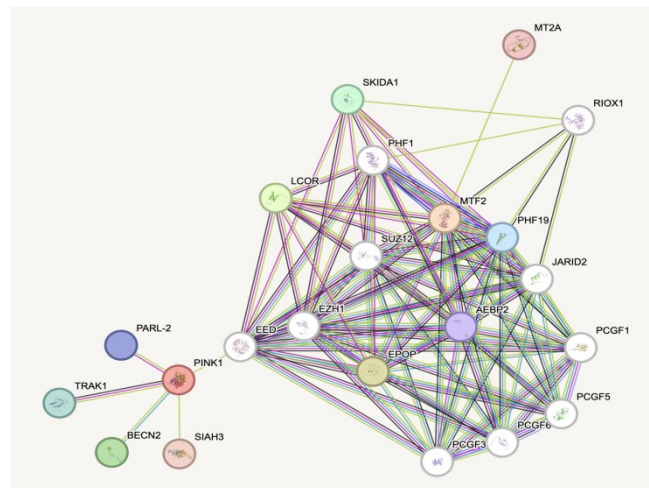 MT2A
SKIDA1
RIOX1
PHF1
LCOR
MTF2
PHF19
SUZ12
JARID2
AEBP2
EZH1
EED
PCGF1
PARL-2
EPOP
PINK1
TRAK1
PCGF5
BECN2
SIAH3
PCGF6
PCGF3